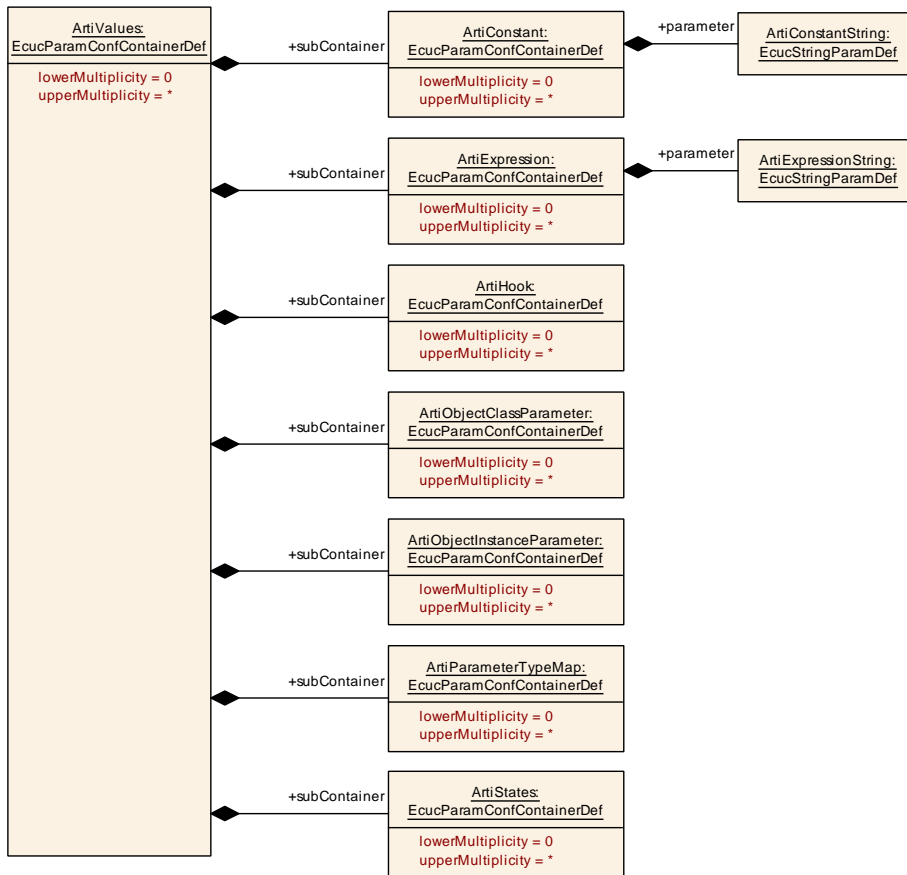 ArtiValues:
EcucParamConfContainerDef
lowerMultiplicity = 0
upperMultiplicity = *
+subContainer
ArtiConstant:
EcucParamConfContainerDef
lowerMultiplicity = 0
upperMultiplicity = *
+parameter
ArtiConstantString:
EcucStringParamDef
+subContainer
ArtiExpression:
EcucParamConfContainerDef
lowerMultiplicity = 0
upperMultiplicity = *
+parameter
ArtiExpressionString:
EcucStringParamDef
+subContainer
ArtiHook:
EcucParamConfContainerDef
lowerMultiplicity = 0
upperMultiplicity = *
+subContainer
ArtiObjectClassParameter:
EcucParamConfContainerDef
lowerMultiplicity = 0
upperMultiplicity = *
+subContainer
ArtiObjectInstanceParameter:
EcucParamConfContainerDef
lowerMultiplicity = 0
upperMultiplicity = *
+subContainer
ArtiParameterTypeMap:
EcucParamConfContainerDef
lowerMultiplicity = 0
upperMultiplicity = *
+subContainer
ArtiStates:
EcucParamConfContainerDef
lowerMultiplicity = 0
upperMultiplicity = *